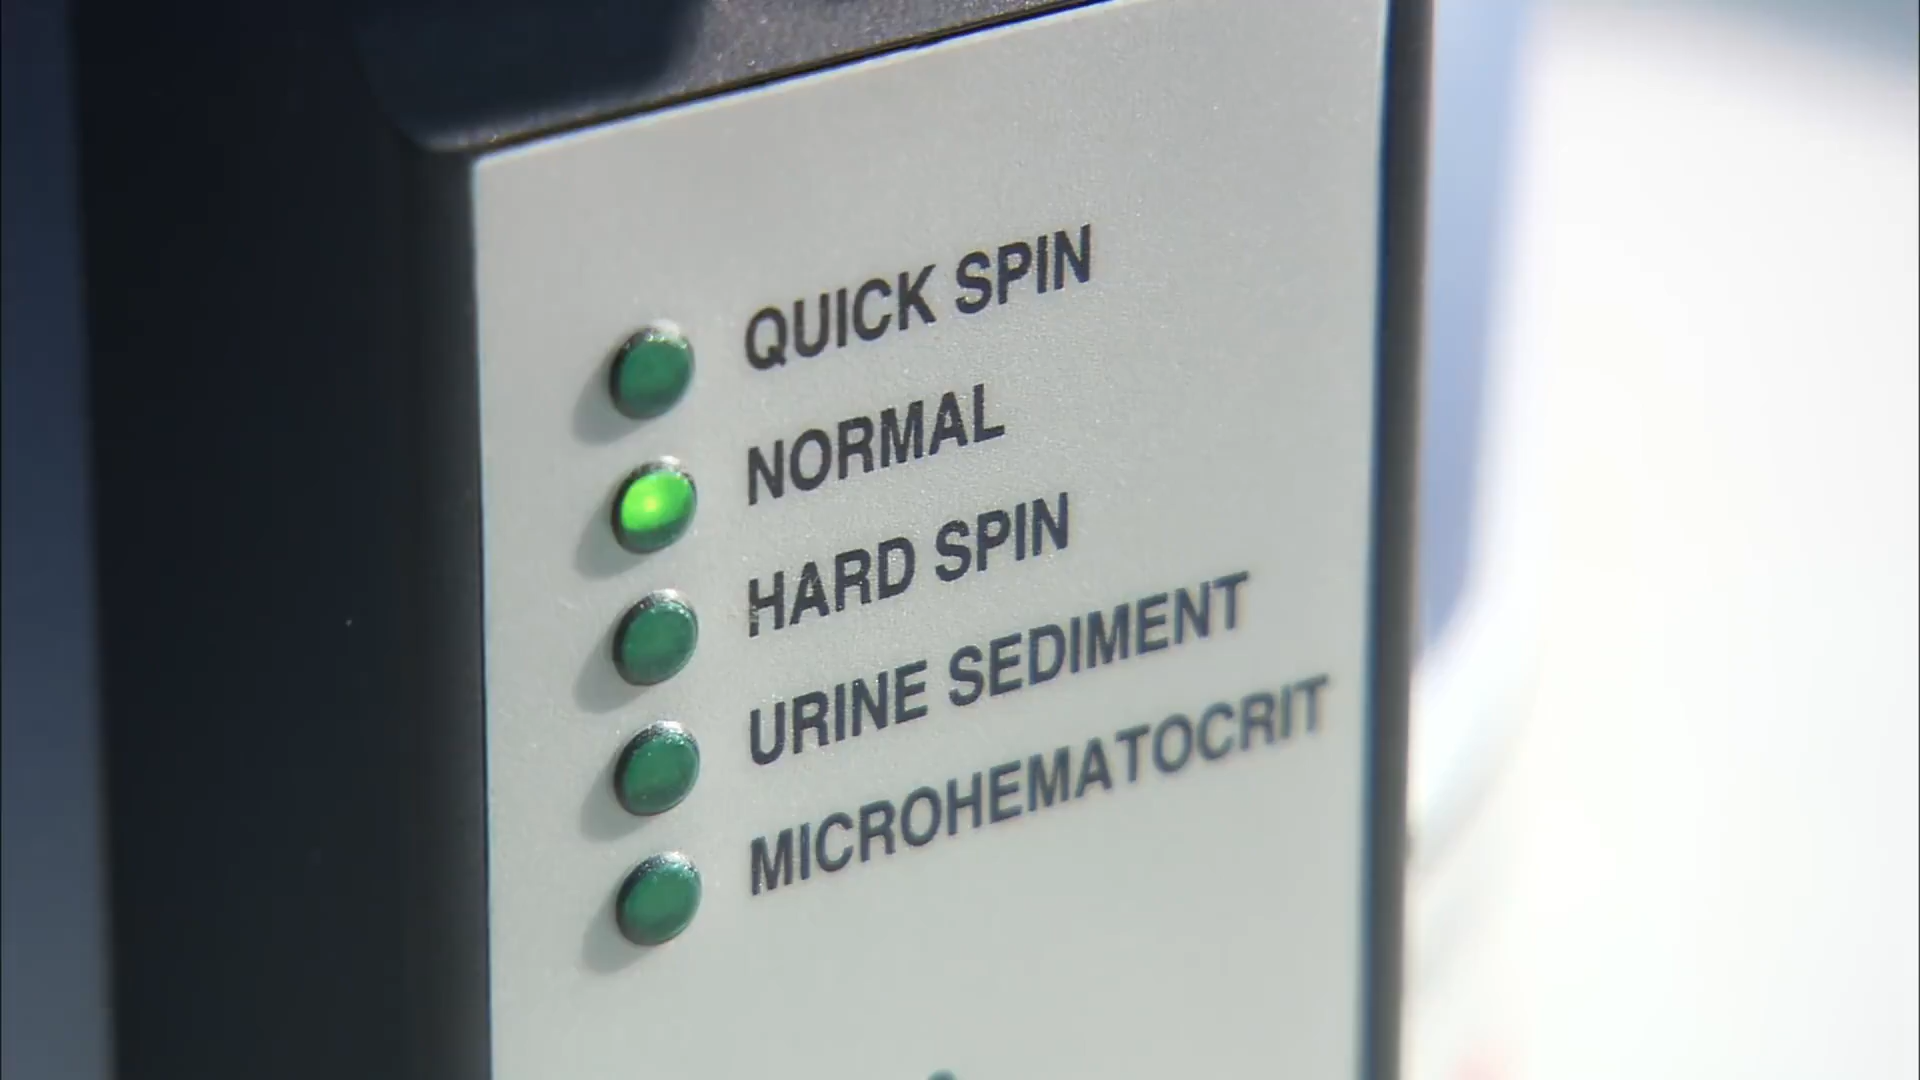 QUICK SPIN
NORMAL
HARD SPIN
URINE SEDIMENT
MICROHEMATOCRIT